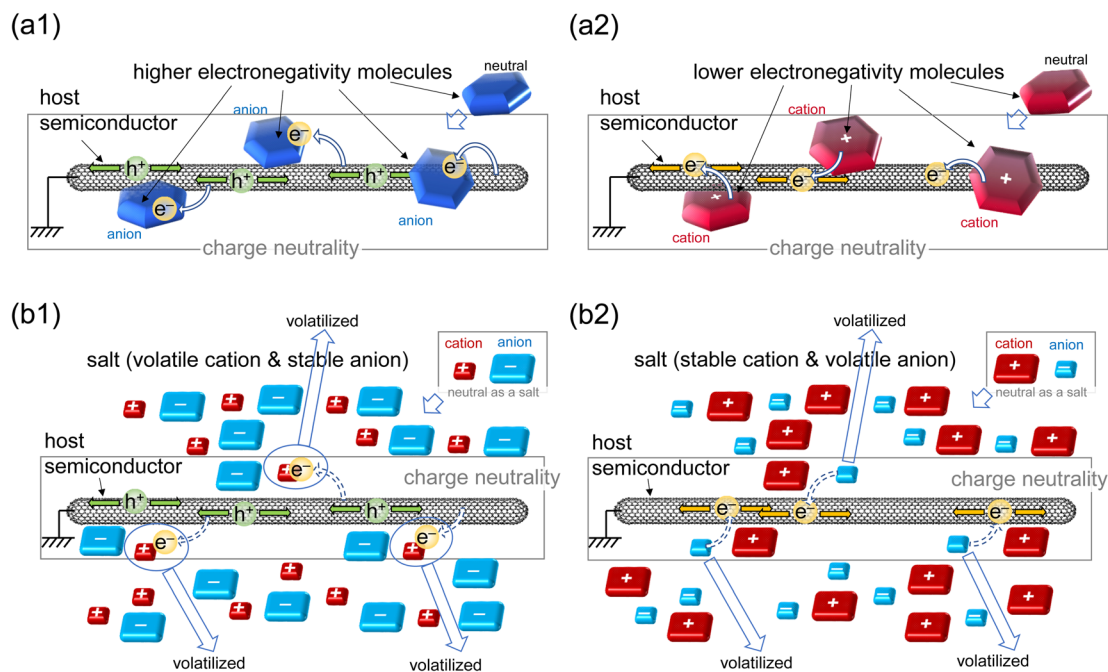 (a1)
higher electronegativity molecules
neutral
host
semiconductor
anion
e⁻
h⁺
h⁺
h⁺
e⁻
e⁻
anion
anion
charge neutrality
(a2)
lower electronegativity molecules
neutral
host
semiconductor
cation
+
e⁻
e⁻
e⁻
+
+
cation
cation
charge neutrality
(b1)
volatilized
salt (volatile cation & stable anion)
cation anion
+ −
neutral as a salt
+ − + − + −
+ − − + −
host
semiconductor
− + e⁻
charge neutrality
h⁺
h⁺
h⁺
− + e⁻ − + e⁻
− + −
+ − + − + − − +
volatilized
volatilized
(b2)
volatilized
salt (stable cation & volatile anion)
cation anion
+ −
neutral as a salt
− + − + − +
− + − + − +
host
semiconductor
+ −
charge neutrality
e⁻ e⁻ e⁻
− + − +
+ − + − +
− + − + − +
volatilized
volatilized